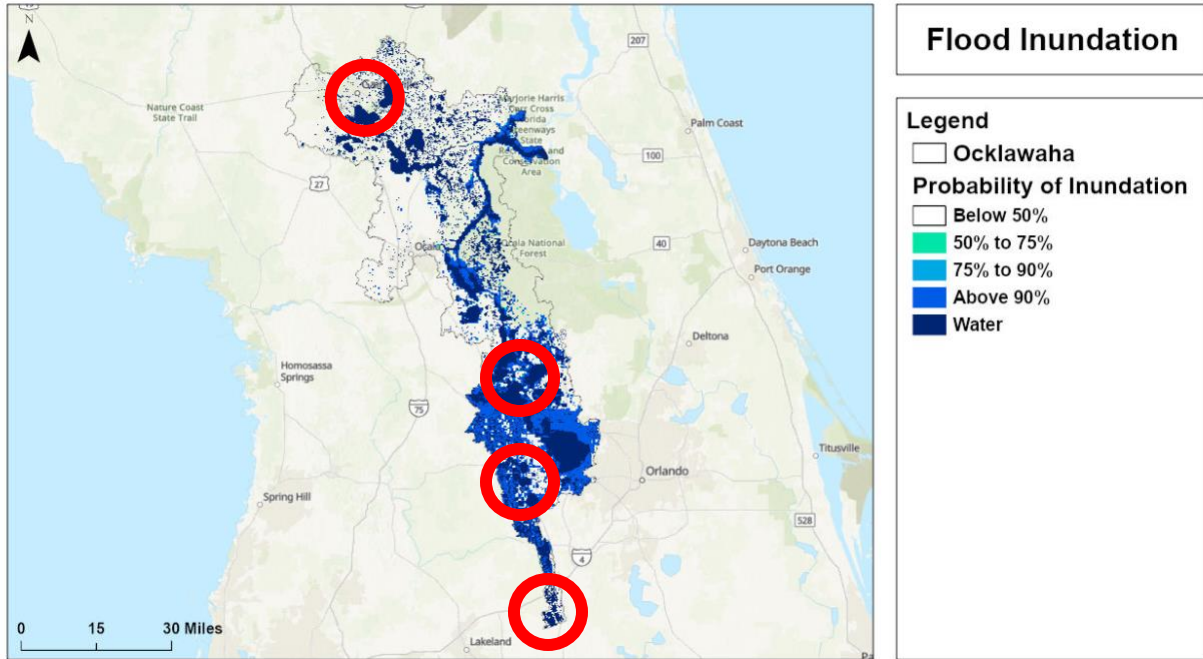 N
17
207
Palm Coast
100
Nature Coast
State Trail
Marjorie Harris
Carr Cross
Florida
Greenways
State
and
Conservation
Area
27
Ocala
Ocala National
Forest
40
Daytona Beach
Port Orange
Deltona
Homosassa
Springs
75
Titusville
Orlando
Spring Hill
528
4
Lakeland
0 15 30 Miles
Flood Inundation
Legend
Ocklawaha
Probability of Inundation
Below 50%
50% to 75%
75% to 90%
Above 90%
Water